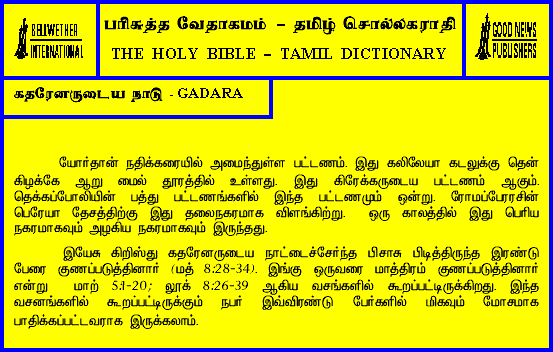 BELLWETHER
INTERNATIONAL
பரிசுத்த வேதாகமம் – தமிழ் சொல்லகராதி
THE HOLY BIBLE – TAMIL DICTIONARY
GOOD NEWS
PUBLISHERS
கதரேனருடைய நாடு - GADARA
யோர்தான் நதிக்கரையில் அமைந்துள்ள பட்டணம். இது கலிலேயா கடலுக்கு தென்
கிழக்கே ஆறு மைல் தூரத்தில் உள்ளது. இது கிரேக்கருடைய பட்டணம் ஆகும்.
தெக்கப்போலியின் பத்து பட்டணங்களில் இந்த பட்டணமும் ஒன்று. ரோமப்பேரரசின்
பெரேயா தேசத்திற்கு இது தலைநகரமாக விளங்கிற்று. ஒரு காலத்தில் இது பெரிய
நகரமாகவும் அழகிய நகரமாகவும் இருந்தது.
இயேசு கிறிஸ்து கதரேனருடைய நாட்டைச்சேர்ந்த பிசாசு பிடித்திருந்த இரண்டு
பேரை குணப்படுத்தினார் (மத் 8:28-34). இங்கு ஒருவரை மாத்திரம் குணப்படுத்தினார்
என்று மாற் 5:1-20; லூக் 8:26-39 ஆகிய வசங்களில் கூறப்பட்டிருக்கிறது. இந்த
வசனங்களில் கூறப்பட்டிருக்கும் நபர் இவ்விரண்டு பேர்களில் மிகவும் மோசமாக
பாதிக்கப்பட்டவராக இருக்கலாம்.